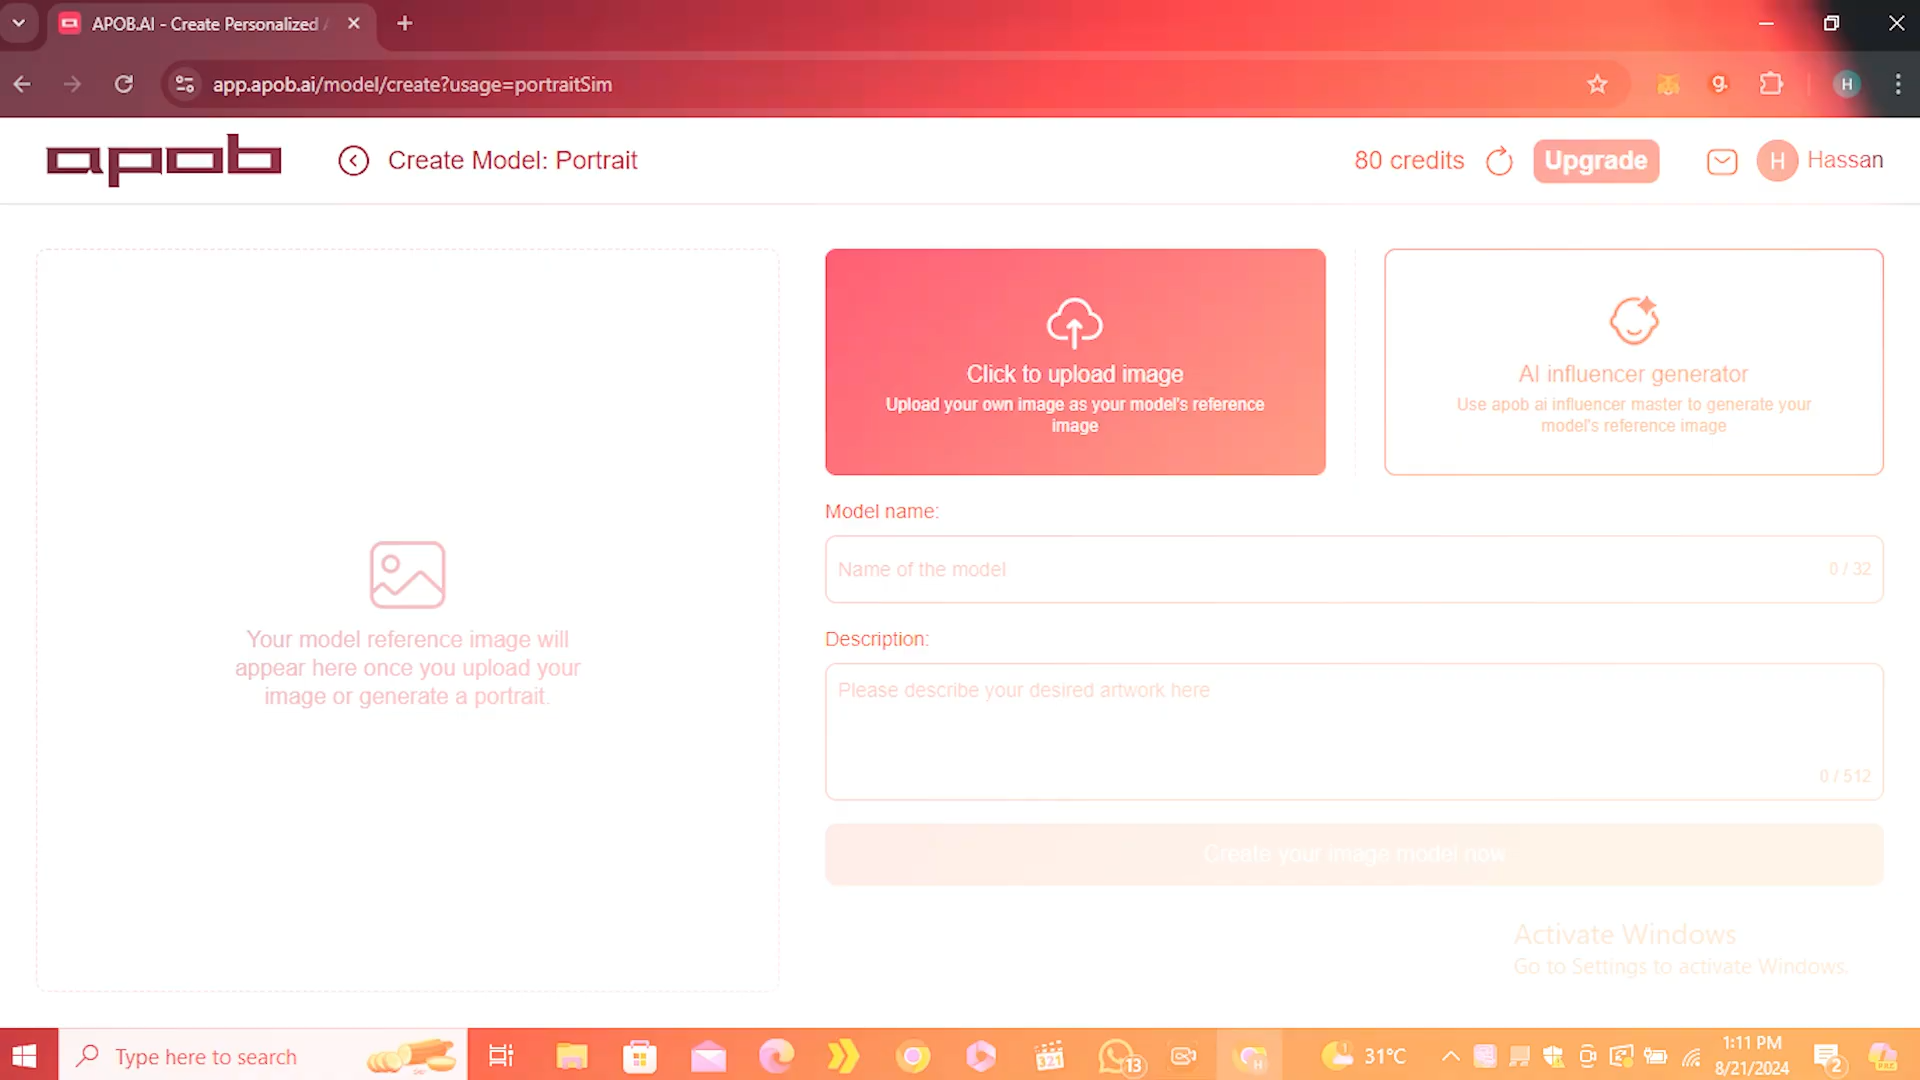 APOB.AI - Create Personalized
app.apob.ai/model/create?usage=portraitSim
g.
H
apob
Create Model: Portrait
80 credits
Upgrade
H
Hassan
Click to upload image
Upload your own image as your model's reference
image
AI influencer generator
Use apob ai influencer master to generate your
model's reference image
Your model reference image will
appear here once you upload your
image or generate a portrait.
Model name:
Name of the model
0 / 32
Description:
Please describe your desired artwork here
0 / 512
Create your image model now
Activate Windows
Go to Settings to activate Windows.
Type here to search
321
13
H
1
31°C
1:11 PM
8/21/2024
2
PRE